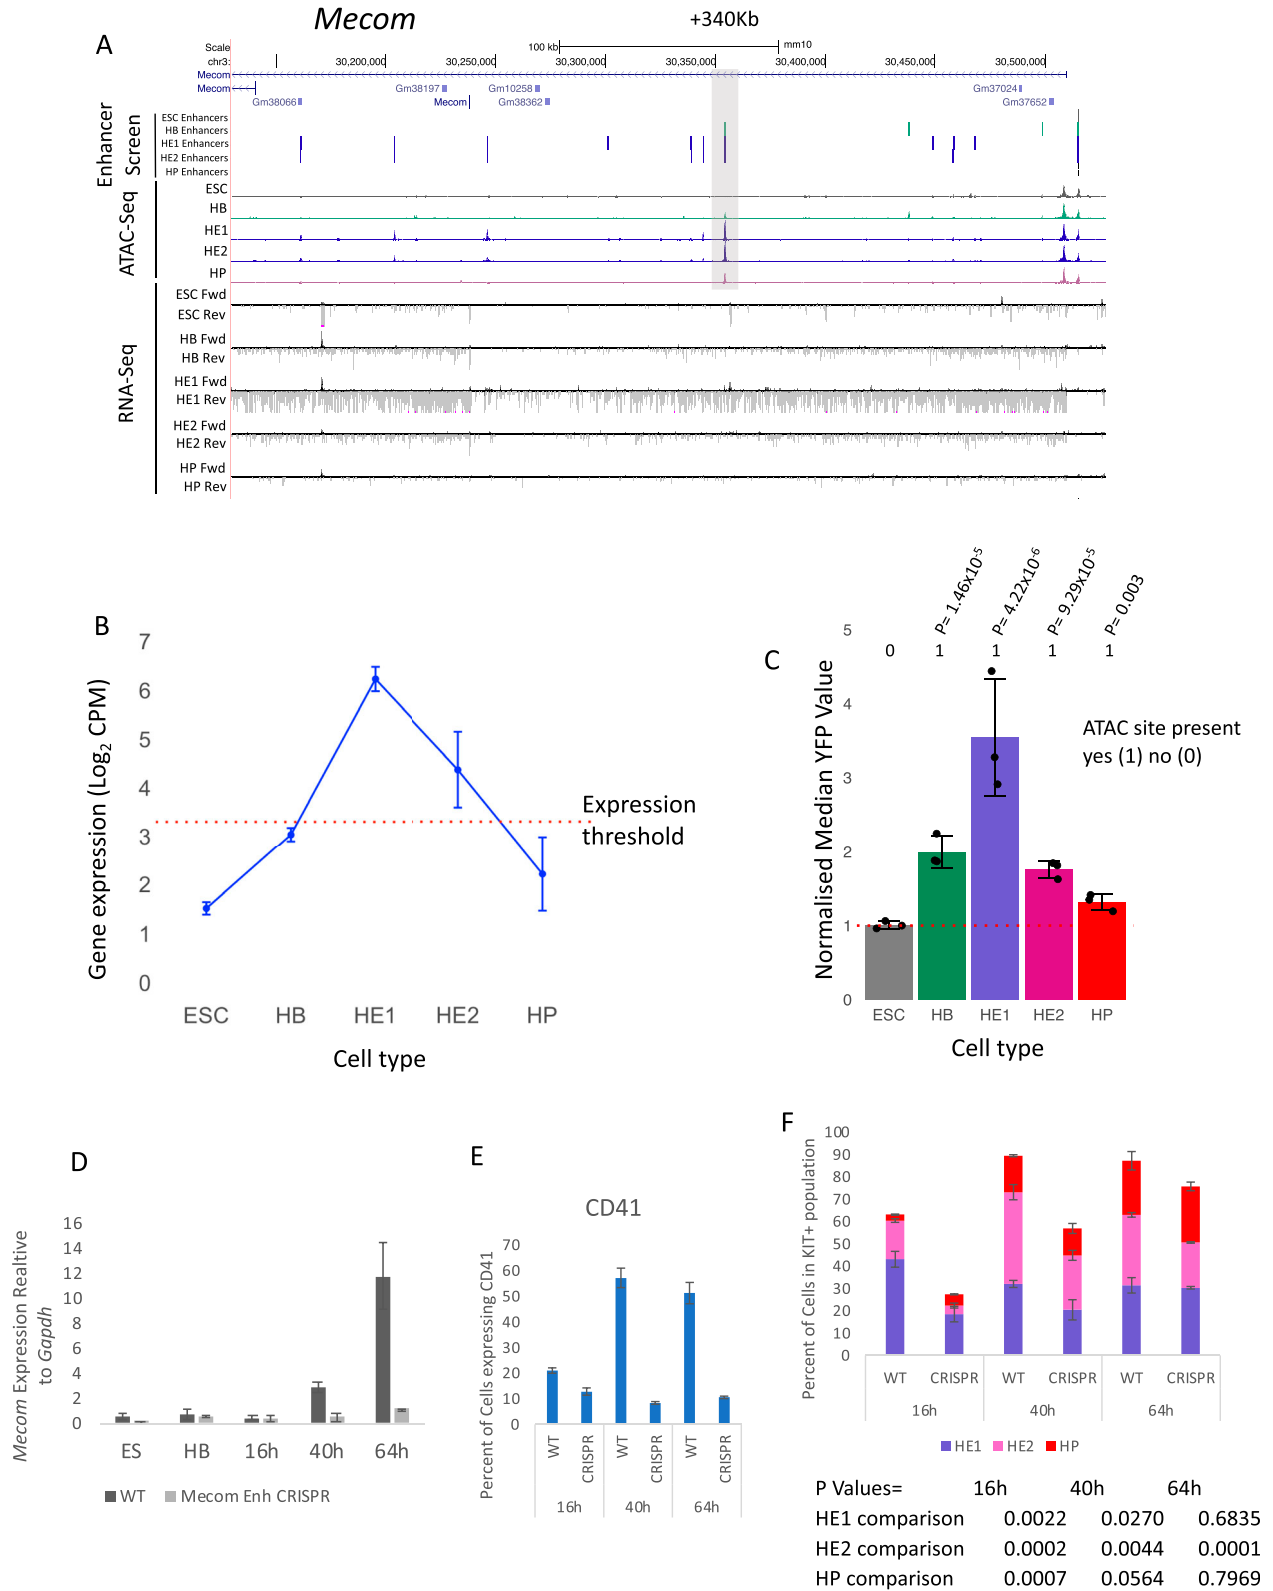 Mecom
+340Kb
A
Scale
100 kb
mm10
chr3:
30,200,000
30,250,000
30,300,000
30,350,000
30,400,000
30,450,000
30,500,000
Mecom
Mecom
Gm38197
Gm10258
Gm37024
Gm38066
Mecom
Gm38362
Gm37652
Enhancer
Screen
ESC Enhancers
HB Enhancers
HE1 Enhancers
HE2 Enhancers
HP Enhancers
ATAC-Seq
ESC
HB
HE1
HE2
HP
RNA-Seq
ESC Fwd
ESC Rev
HB Fwd
HB Rev
HE1 Fwd
HE1 Rev
HE2 Fwd
HE2 Rev
HP Fwd
HP Rev
B
Gene expression (Log2 CPM)
7
6
5
4
3
2
1
0
Expression
threshold
ESC HB HE1 HE2 HP
Cell type
C
Normalised Median YFP Value
P= 1.46x10-5
P= 4.22x10-6
P= 9.29x10-5
P= 0.003
0 1 1 1 1
5
4
3
2
1
0
ATAC site present
yes (1) no (0)
ESC HB HE1 HE2 HP
Cell type
D
Mecom Expression Realtive
to Gapdh
16
14
12
10
8
6
4
2
0
ES HB 16h 40h 64h
WT Mecom Enh CRISPR
E
CD41
Percent of Cells expressing CD41
70
60
50
40
30
20
10
0
WT CRISPR WT CRISPR WT CRISPR
16h 40h 64h
F
Percent of Cells in KIT+ population
100
90
80
70
60
50
40
30
20
10
0
WT CRISPR WT CRISPR WT CRISPR
16h 40h 64h
HE1 HE2 HP
P Values= 16h 40h 64h
HE1 comparison 0.0022 0.0270 0.6835
HE2 comparison 0.0002 0.0044 0.0001
HP comparison 0.0007 0.0564 0.7969